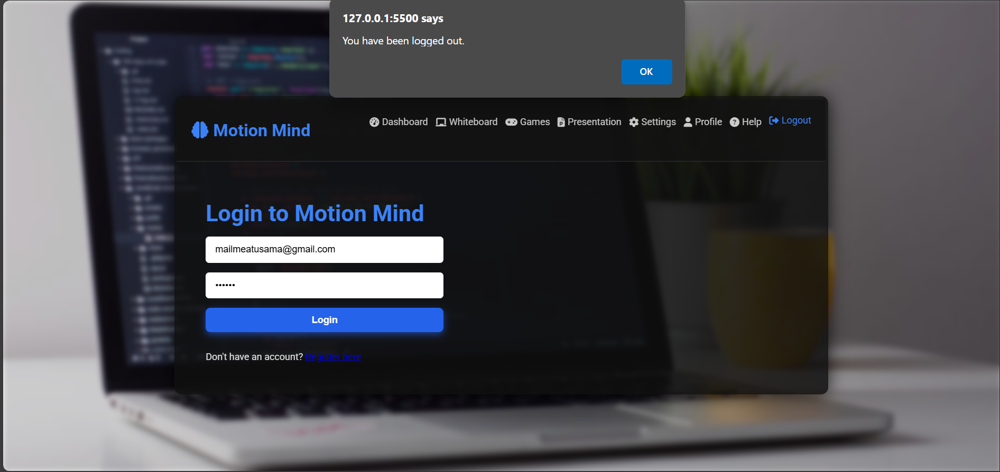 127.0.0.1:5500 says
You have been logged out.
OK
Motion Mind
Dashboard Whiteboard Games Presentation Settings Profile Help Logout
Login to Motion Mind
mailmeatusama@gmail.com
••••••
Login
Don't have an account? Register here